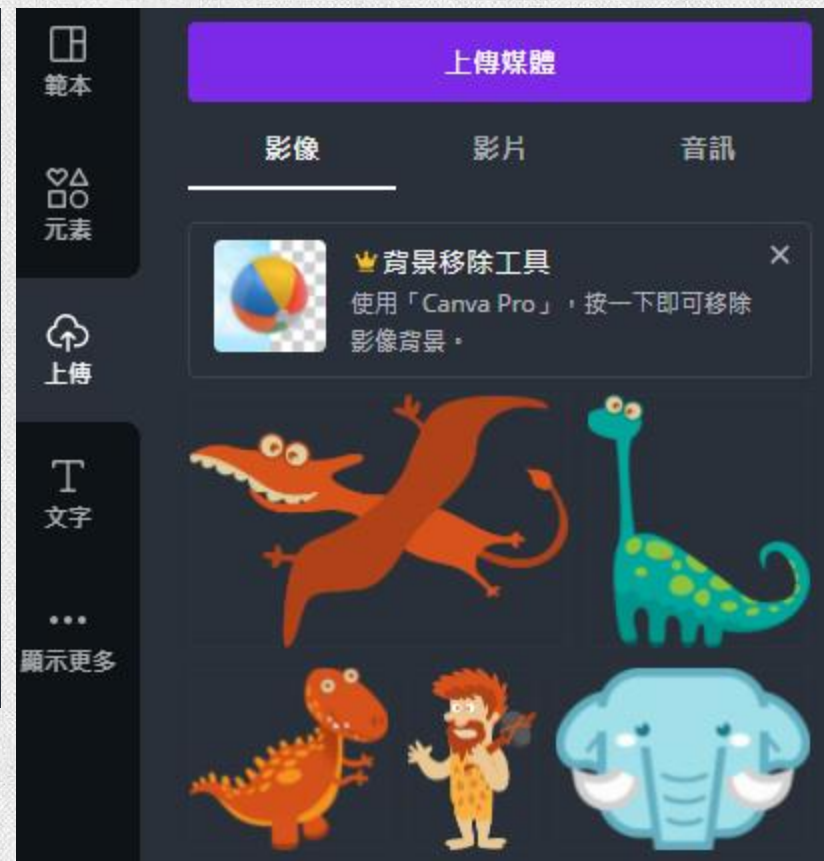 範本
元素
上傳
文字
顯示更多
上傳媒體
影像 影片 音訊
背景移除工具
使用「Canva Pro」,按一下即可移除
影像背景。